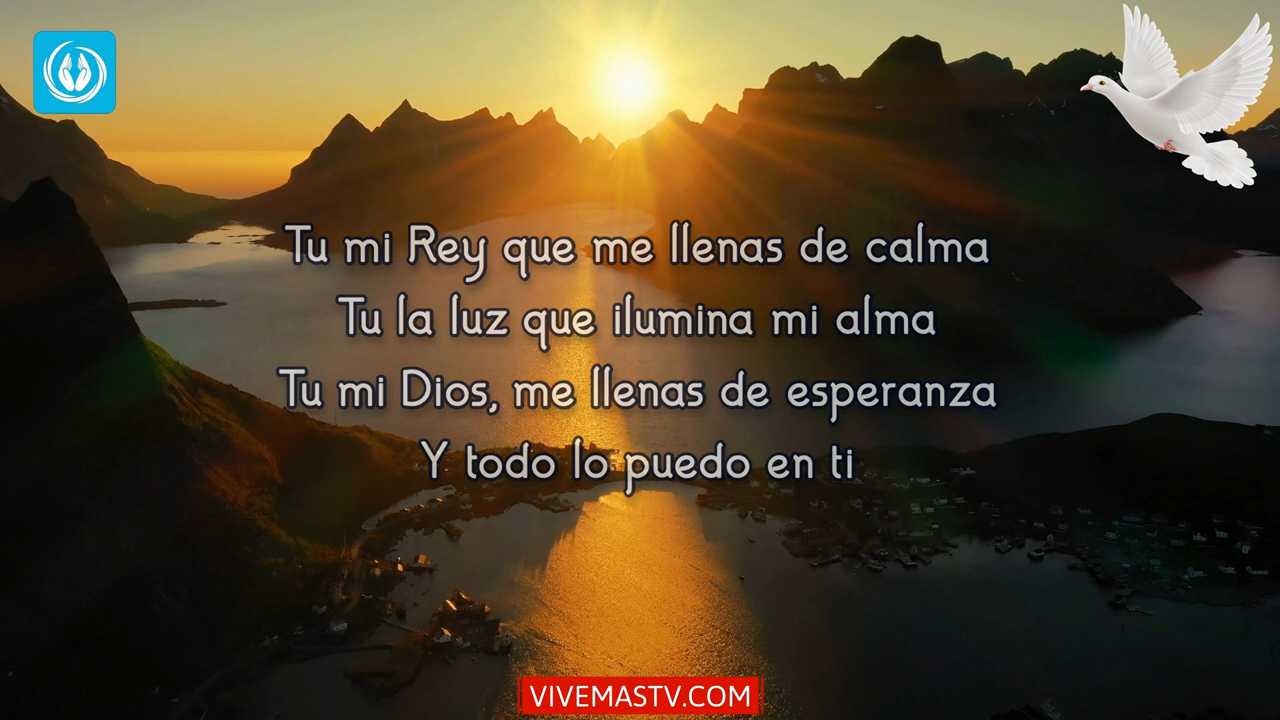 Tu mi Rey que me llenas de calma
Tu la luz que ilumina mi alma
Tu mi Dios, me llenas de esperanza
Y todo lo puedo en ti
VIVEMASTV.COM